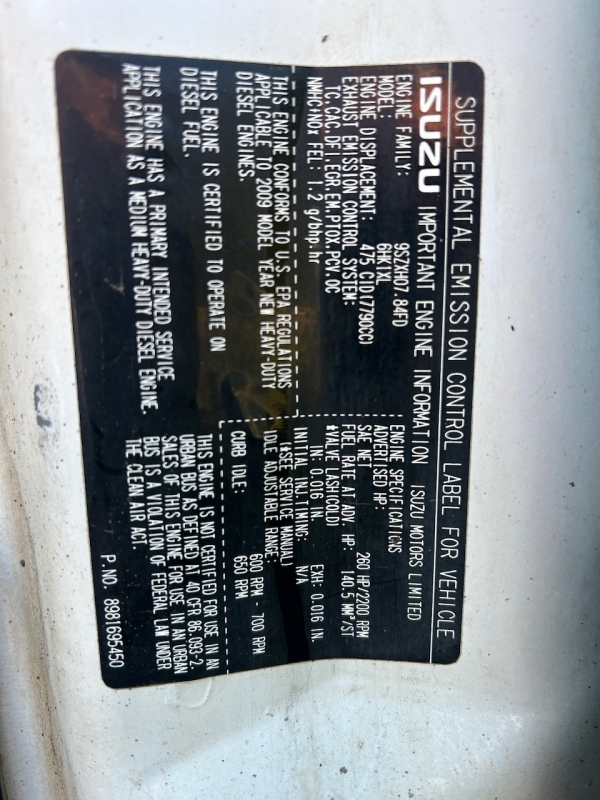 SUPPLEMENTAL EMISSION CONTROL LABEL FOR VEHICLE
ISUZU IMPORTANT ENGINE INFORMATION ISUZU MOTORS LIMITED
ENGINE FAMILY: 9SZXH07.84FD
MODEL: 6HK1XL
ENGINE DISPLACEMENT: 475 CID(7790CC)
EXHAUST EMISSION CONTROL SYSTEM:
TC,CAC,DFI,EGR,EM,PTOX,PCV,OC
NMHC+NOx FEL: 1.2 g/bhp.hr
THIS ENGINE CONFORMS TO U.S. EPA REGULATIONS
APPLICABLE TO 2009 MODEL YEAR NEW HEAVY-DUTY
DIESEL ENGINES.
THIS ENGINE IS CERTIFIED TO OPERATE ON
DIESEL FUEL.
THIS ENGINE HAS A PRIMARY INTENDED SERVICE
APPLICATION AS A MEDIUM HEAVY-DUTY DIESEL ENGINE.
ENGINE SPECIFICATIONS
ADVERTISED HP:
SAE NET 260 HP/2200 RPM
FUEL RATE AT ADV. HP: 140.5 MM³/ST
*VALVE LASH(COLD)
IN: 0.016 IN. EXH: 0.016 IN.
INITIAL INJ.TIMING: N/A
(*SEE SERVICE MANUAL)
IDLE ADJUSTABLE RANGE:
600 RPM - 700 RPM
CURB IDLE: 650 RPM
THIS ENGINE IS NOT CERTIFIED FOR USE IN AN
URBAN BUS AS DEFINED AT 40 CFR 86.093-2.
SALES OF THIS ENGINE FOR USE IN AN URBAN
BUS IS A VIOLATION OF FEDERAL LAW UNDER
THE CLEAN AIR ACT.
P.NO. 8981695450